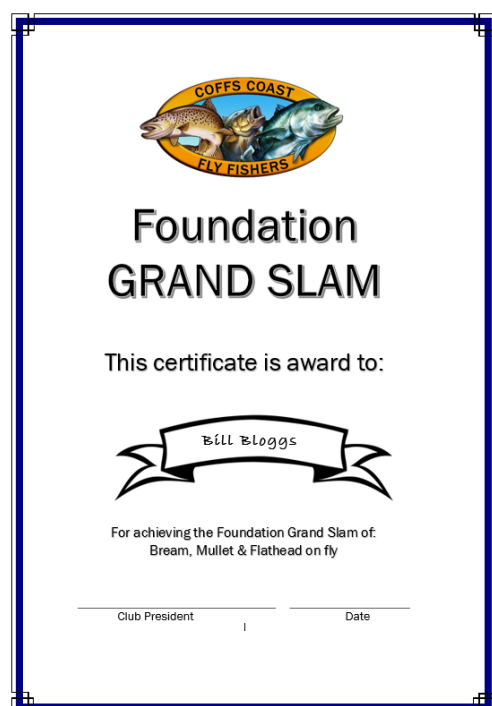 COFFS COAST
FLY FISHERS
Foundation
GRAND SLAM
This certificate is award to:
Bill Bloggs
For achieving the Foundation Grand Slam of:
Bream, Mullet & Flathead on fly
Club President Date